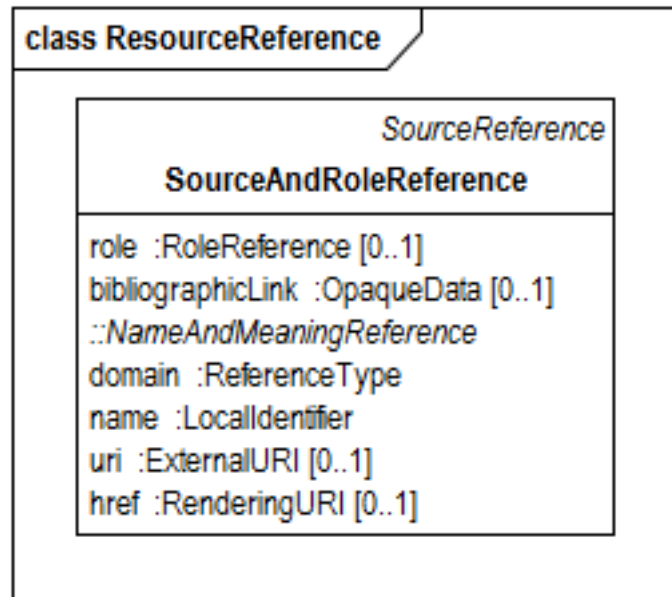 class ResourceReference
SourceReference
SourceAndRoleReference
role :RoleReference [0..1]
bibliographicLink :OpaqueData [0..1]
::NameAndMeaningReference
domain :ReferenceType
name :LocalIdentifier
uri :ExternalURI [0..1]
href :RenderingURI [0..1]